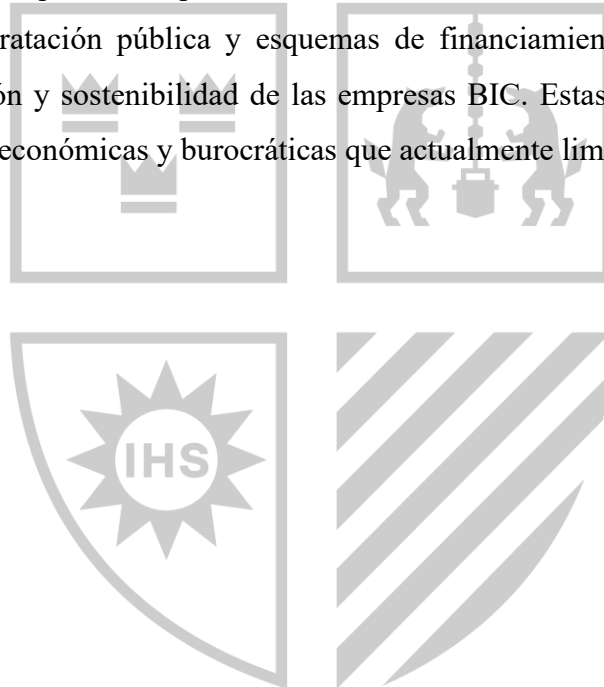 ratación pública y esquemas de financiamien
ón y sostenibilidad de las empresas BIC. Estas
económicas y burocráticas que actualmente lim
IHS